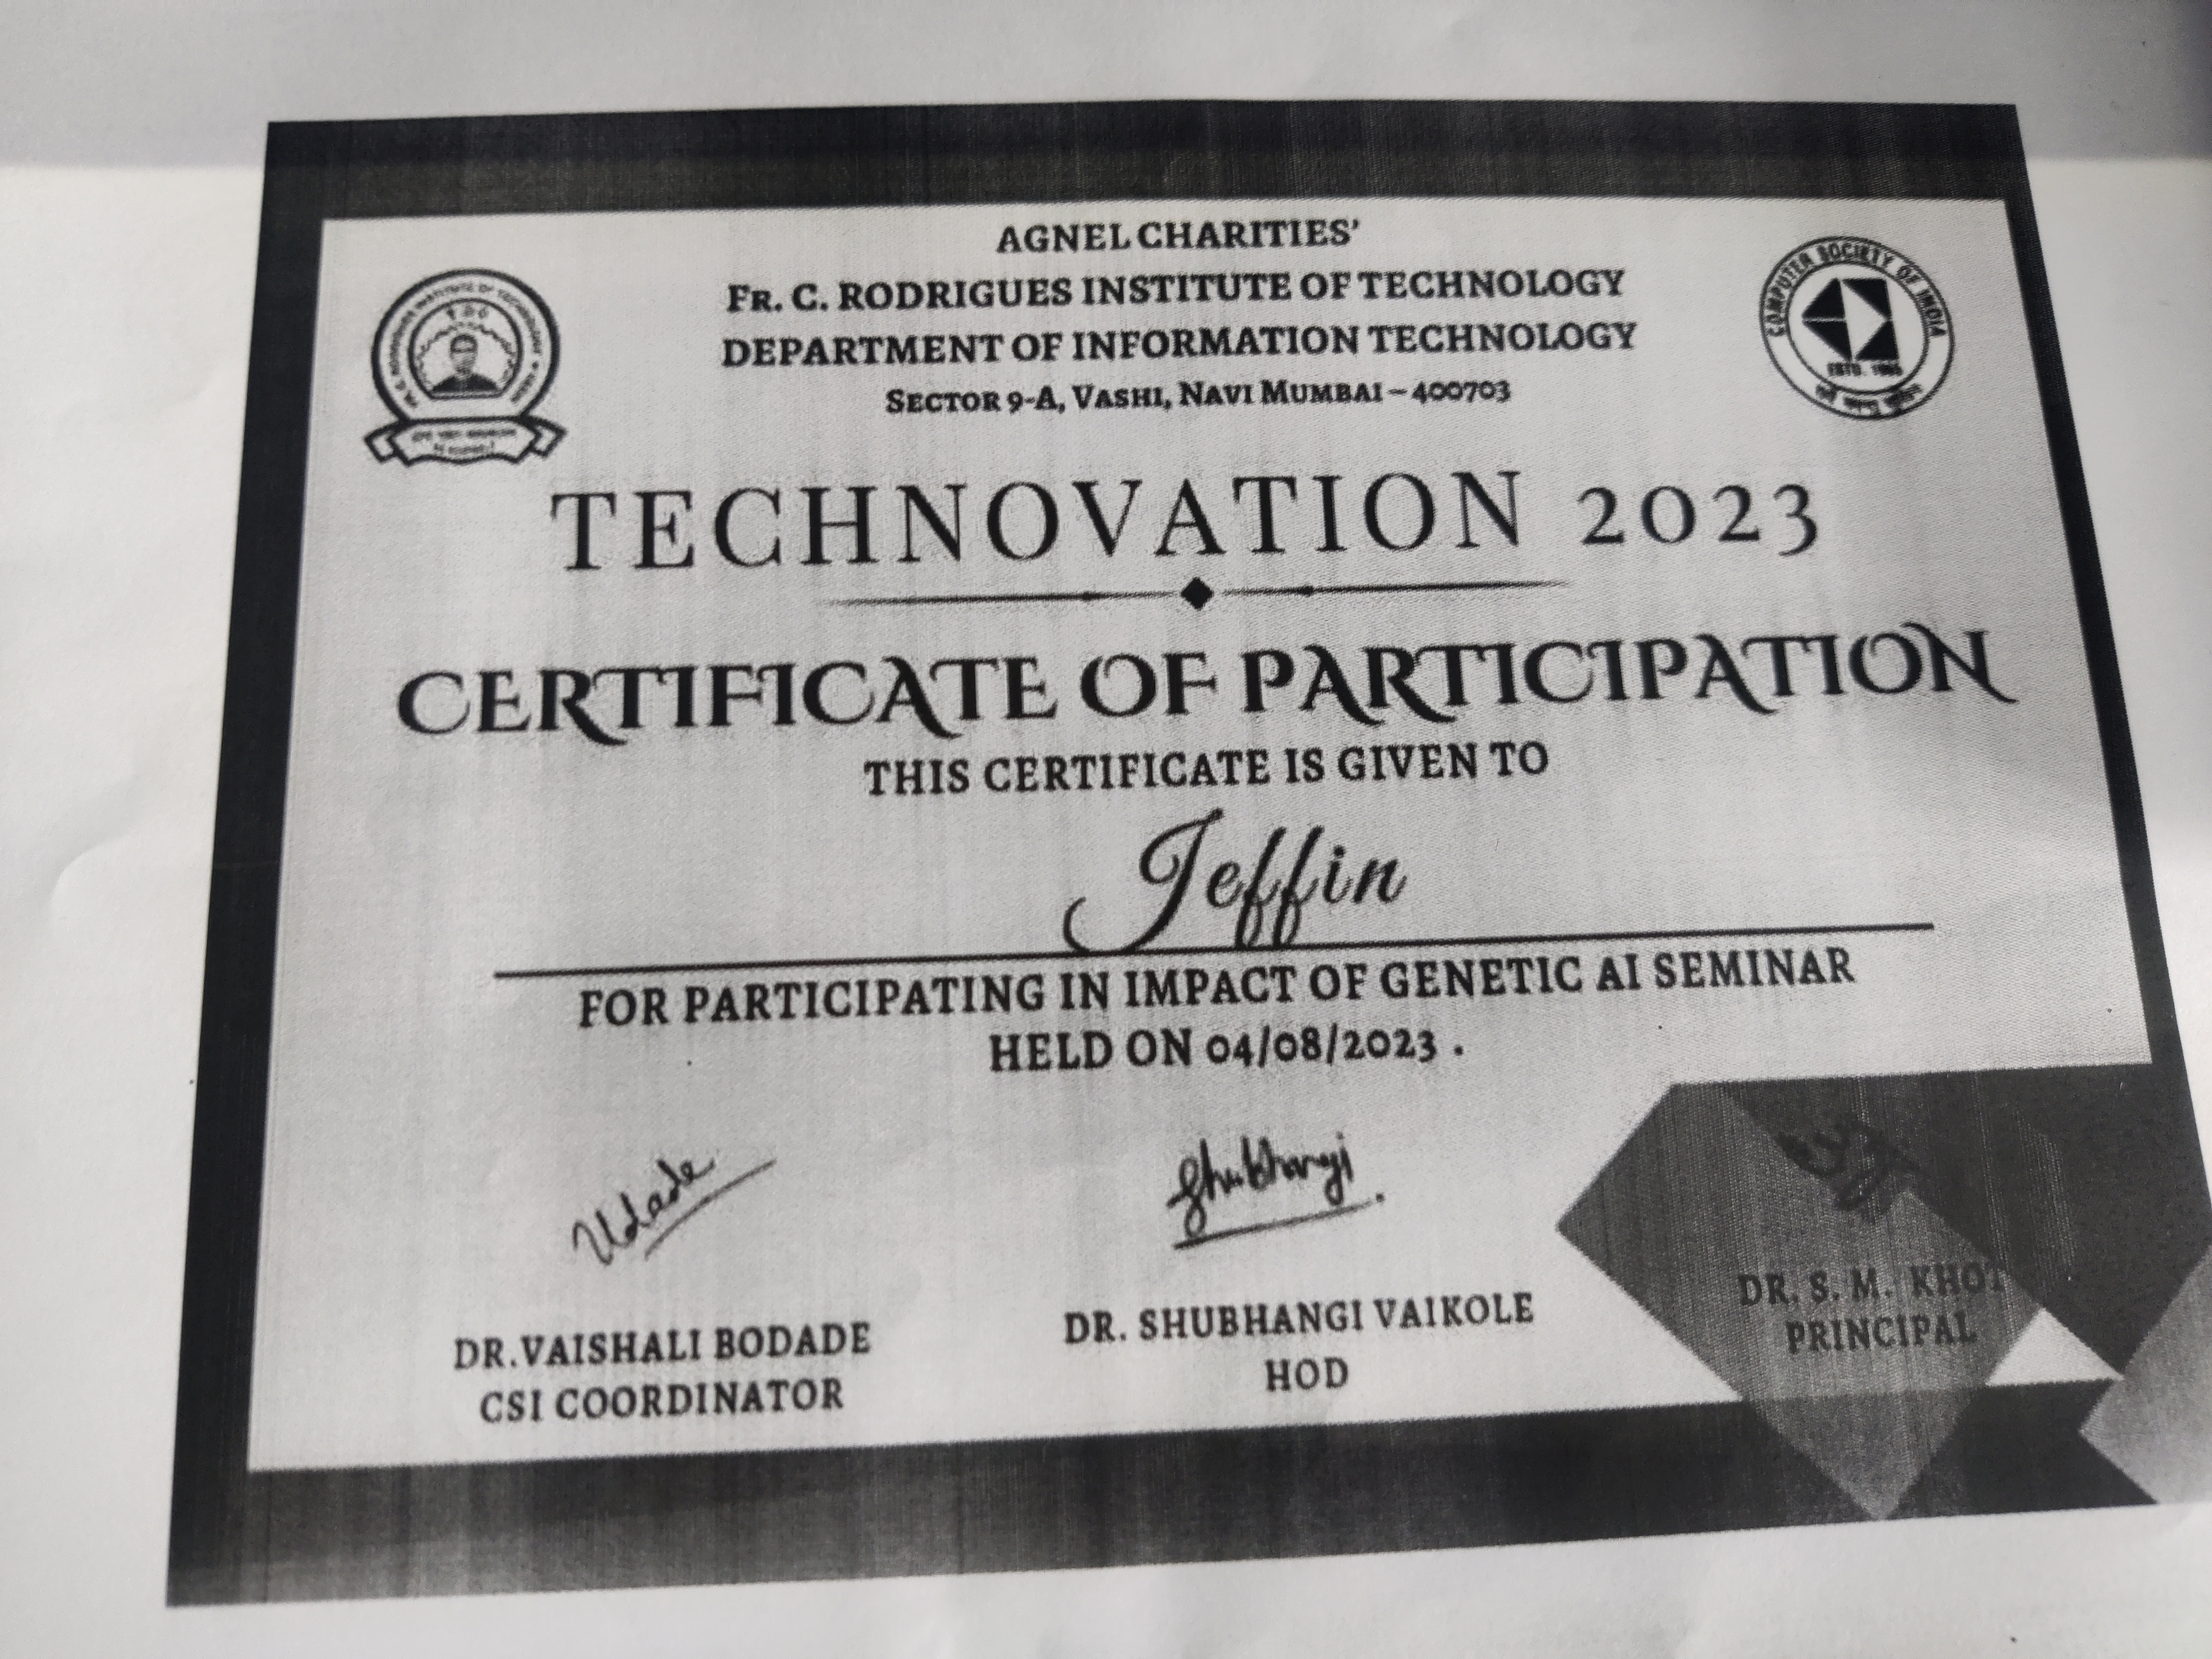 AGNEL CHARITIES'
FR. C. RODRIGUES INSTITUTE OF TECHNOLOGY
DEPARTMENT OF INFORMATION TECHNOLOGY
SECTOR 9-A, VASHI, NAVI MUMBAI – 400703
COMPUTER SOCIETY OF INDIA
ESTD. 1965
TECHNOVATION 2023
CERTIFICATE OF PARTICIPATION
THIS CERTIFICATE IS GIVEN TO
Jeffin
FOR PARTICIPATING IN IMPACT OF GENETIC AI SEMINAR
HELD ON 04/08/2023 .
Shubhangi
DR.VAISHALI BODADE
CSI COORDINATOR
DR. SHUBHANGI VAIKOLE
HOD
DR. S. M. KHOT
PRINCIPAL